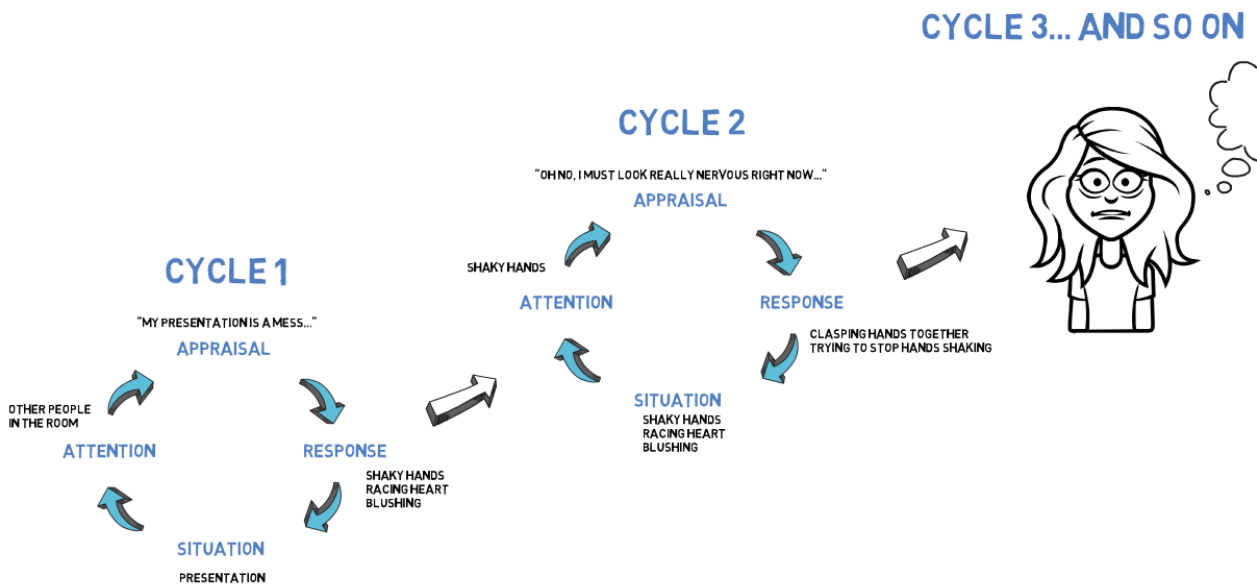 CYCLE 3... AND SO ON
CYCLE 2
"OH NO, I MUST LOOK REALLY NERVOUS RIGHT NOW..."
APPRAISAL
SHAKY HANDS
ATTENTION
RESPONSE
CLASPING HANDS TOGETHER
TRYING TO STOP HANDS SHAKING
SITUATION
SHAKY HANDS
RACING HEART
BLUSHING
CYCLE 1
"MY PRESENTATION IS A MESS..."
APPRAISAL
OTHER PEOPLE
IN THE ROOM
ATTENTION
RESPONSE
SHAKY HANDS
RACING HEART
BLUSHING
SITUATION
PRESENTATION